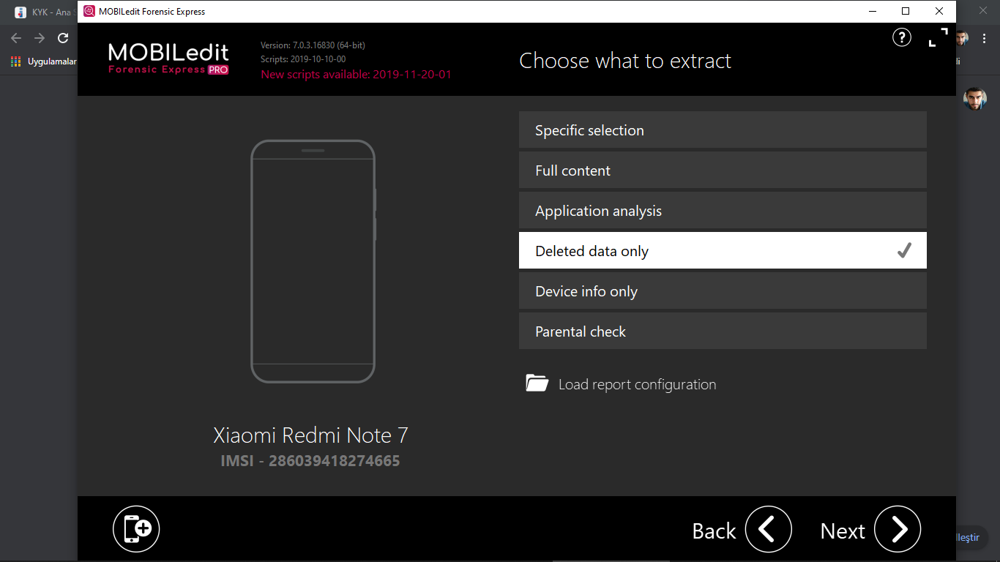 KYK - Ana
MOBILedit Forensic Express
Uygulamalar
li
MOBILedit
Forensic Express PRO
Version: 7.0.3.16830 (64-bit)
Scripts: 2019-10-10-00
New scripts available: 2019-11-20-01
Choose what to extract
?
Specific selection
Full content
Application analysis
Deleted data only
Device info only
Parental check
Load report configuration
Xiaomi Redmi Note 7
IMSI - 286039418274665
Back
Next
lleştir